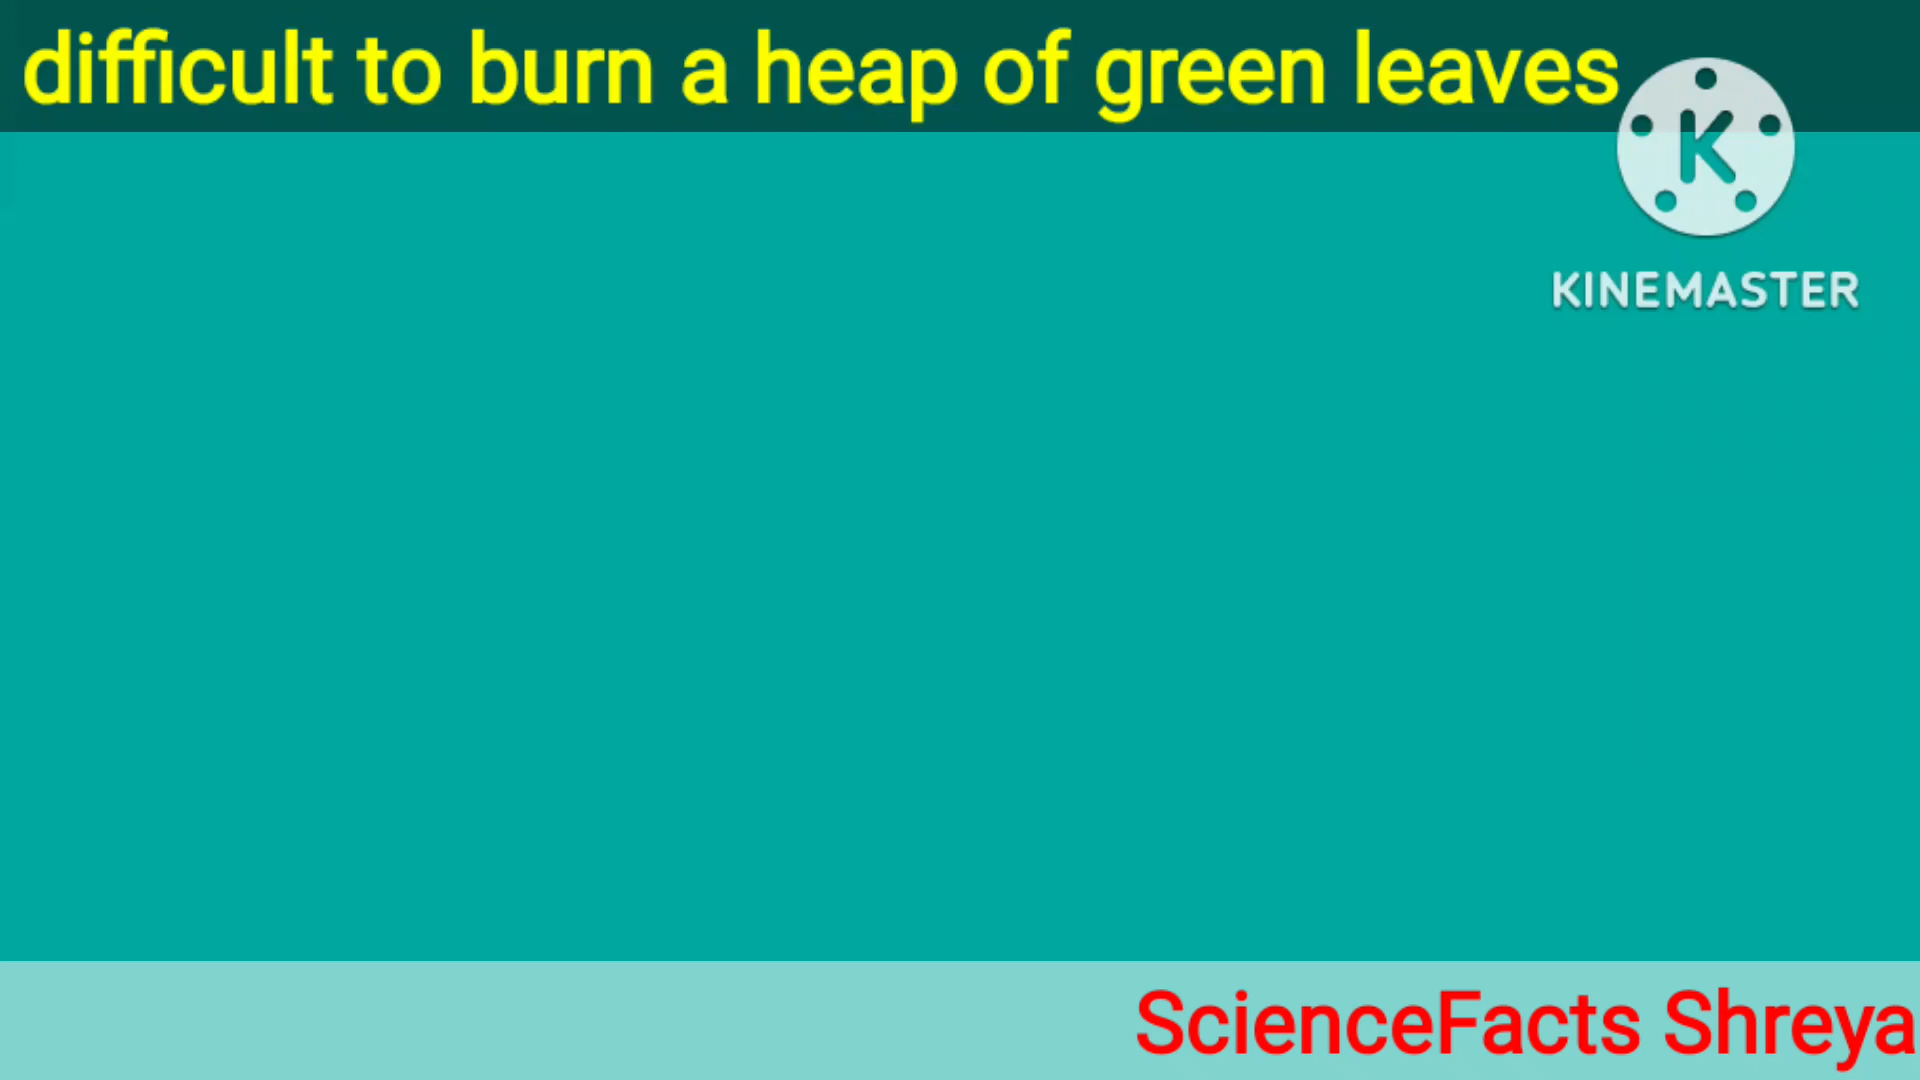 difficult to burn a heap of green leaves
K
KINEMASTER
ScienceFacts Shreya